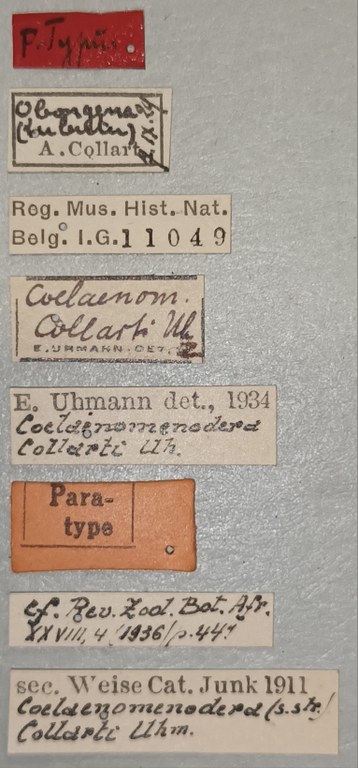 P. Typus.
A. Collart
Reg. Mus. Hist. Nat.
Belg. I.G. 11049
Coelaenom.
Collarti Uh
E. UHMANN DET.
E. Uhmann det., 1934
Coelaenomenodera
Collarti Uh.
Para-
type
cf. Rev. Zool. Bot. Afr.
XXVIII, 4, 1936/p.447
sec. Weise Cat. Junk 1911
Coelaenomenodera (s.str.)
Collarti Uhm.